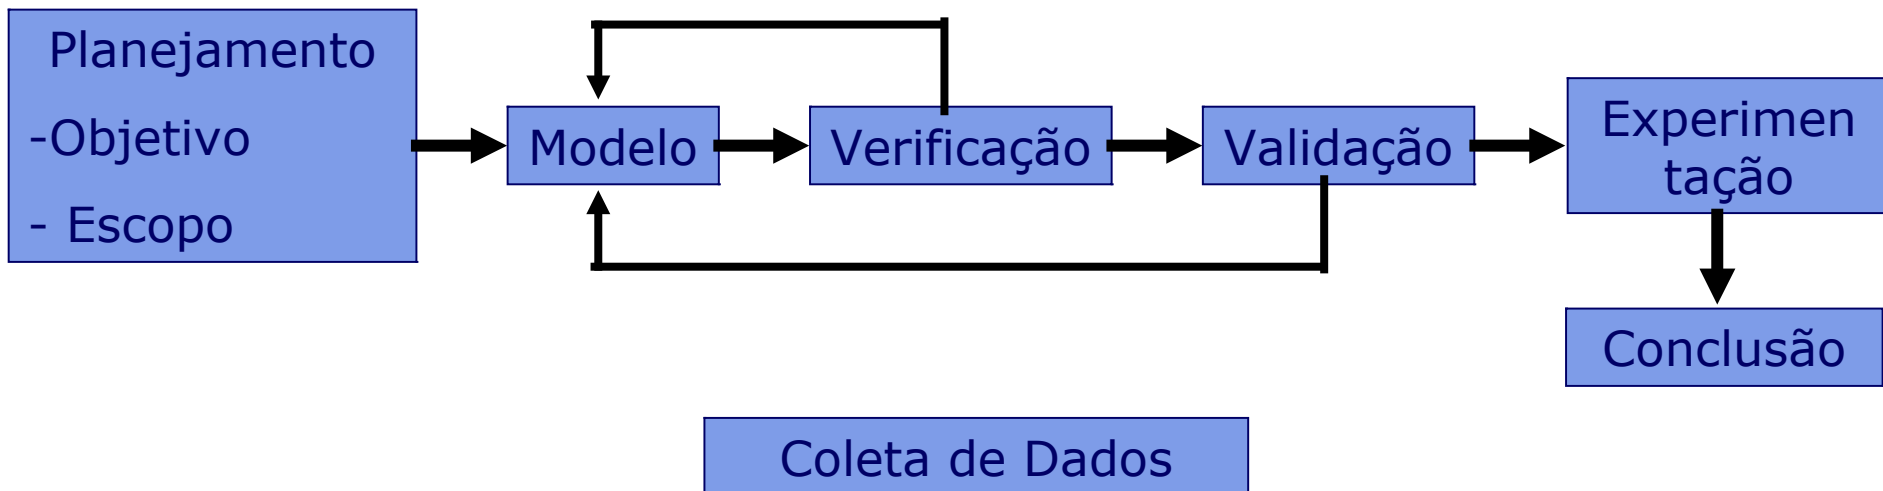 Planejamento
-Objetivo
- Escopo
Modelo
Verificação
Validação
Experimen
tação
Conclusão
Coleta de Dados